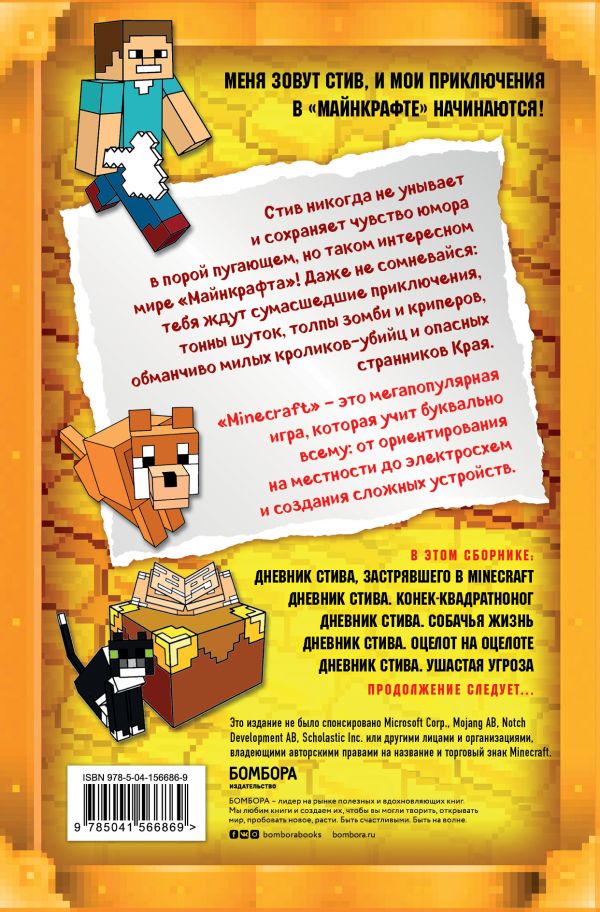 МЕНЯ ЗОВУТ СТИВ, И МОИ ПРИКЛЮЧЕНИЯ
В «МАЙНКРАФТЕ» НАЧИНАЮТСЯ!
Стив никогда не унывает
и сохраняет чувство юмора
в порой пугающем, но таком интересном
мире «Майнкрафта»! Даже не сомневайся:
тебя ждут сумасшедшие приключения,
тонны шуток, толпы зомби и криперов,
обманчиво милых кроликов-убийц и опасных
странников Края.
«Minecraft» – это мегапопулярная
игра, которая учит буквально
всему: от ориентирования
на местности до электросхем
и создания сложных устройств.
В ЭТОМ СБОРНИКЕ:
ДНЕВНИК СТИВА, ЗАСТРЯВШЕГО В MINECRAFT
ДНЕВНИК СТИВА. КОНЕК-КВАДРАТНОНОГ
ДНЕВНИК СТИВА. СОБАЧЬЯ ЖИЗНЬ
ДНЕВНИК СТИВА. ОЦЕЛОТ НА ОЦЕЛОТЕ
ДНЕВНИК СТИВА. УШАСТАЯ УГРОЗА
ПРОДОЛЖЕНИЕ СЛЕДУЕТ...
Это издание не было спонсировано Microsoft Corp., Mojang AB, Notch
Development AB, Scholastic Inc. или другими лицами и организациями,
владеющими авторскими правами на название и торговый знак Minecraft.
ISBN 978-5-04-156686-9
9 785041 566869 >
БОМБОРА
ИЗДАТЕЛЬСТВО
БОМБОРА – лидер на рынке полезных и вдохновляющих книг.
Мы любим книги и создаем их, чтобы вы могли творить, открывать
мир, пробовать новое, расти. Быть счастливыми. Быть на волне.
bomborabooks bombora.ru